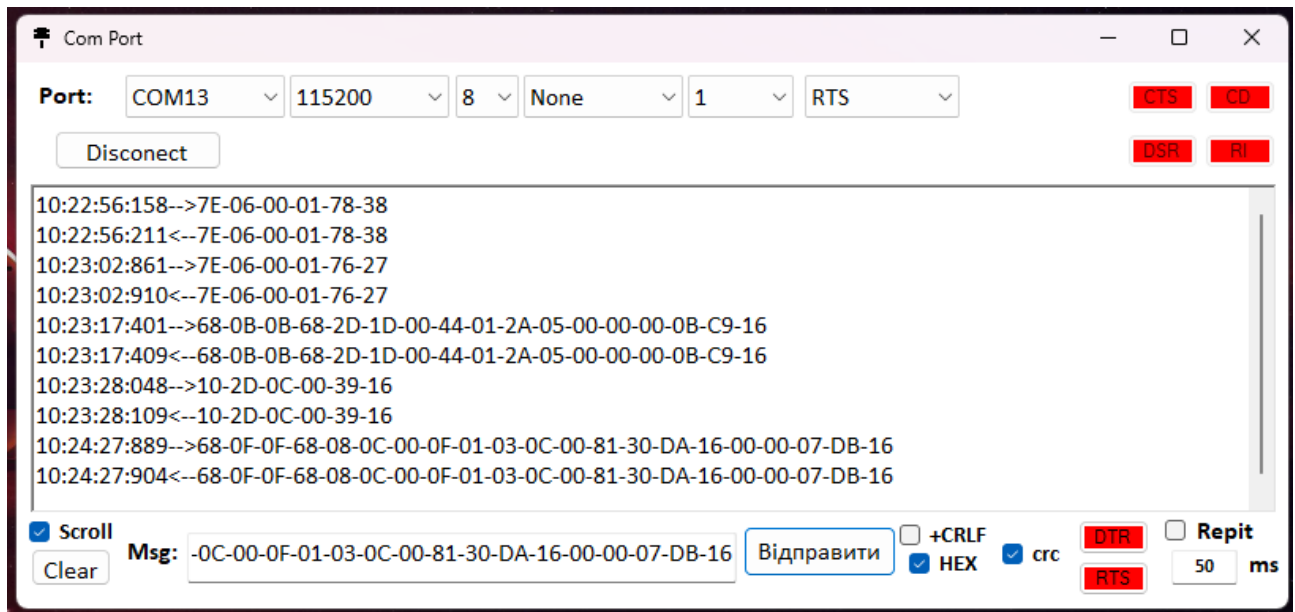 Com Port
Port: COM13 115200 8 None 1 RTS CTS CD
Disconect DSR RI
10:22:56:158-->7E-06-00-01-78-38
10:22:56:211<--7E-06-00-01-78-38
10:23:02:861-->7E-06-00-01-76-27
10:23:02:910<--7E-06-00-01-76-27
10:23:17:401-->68-0B-0B-68-2D-1D-00-44-01-2A-05-00-00-00-0B-C9-16
10:23:17:409<--68-0B-0B-68-2D-1D-00-44-01-2A-05-00-00-00-0B-C9-16
10:23:28:048-->10-2D-0C-00-39-16
10:23:28:109<--10-2D-0C-00-39-16
10:24:27:889-->68-0F-0F-68-08-0C-00-0F-01-03-0C-00-81-30-DA-16-00-00-07-DB-16
10:24:27:904<--68-0F-0F-68-08-0C-00-0F-01-03-0C-00-81-30-DA-16-00-00-07-DB-16
Scroll +CRLF DTR Repit
Clear Msg: -0C-00-0F-01-03-0C-00-81-30-DA-16-00-00-07-DB-16 Відправити HEX crc RTS 50 ms